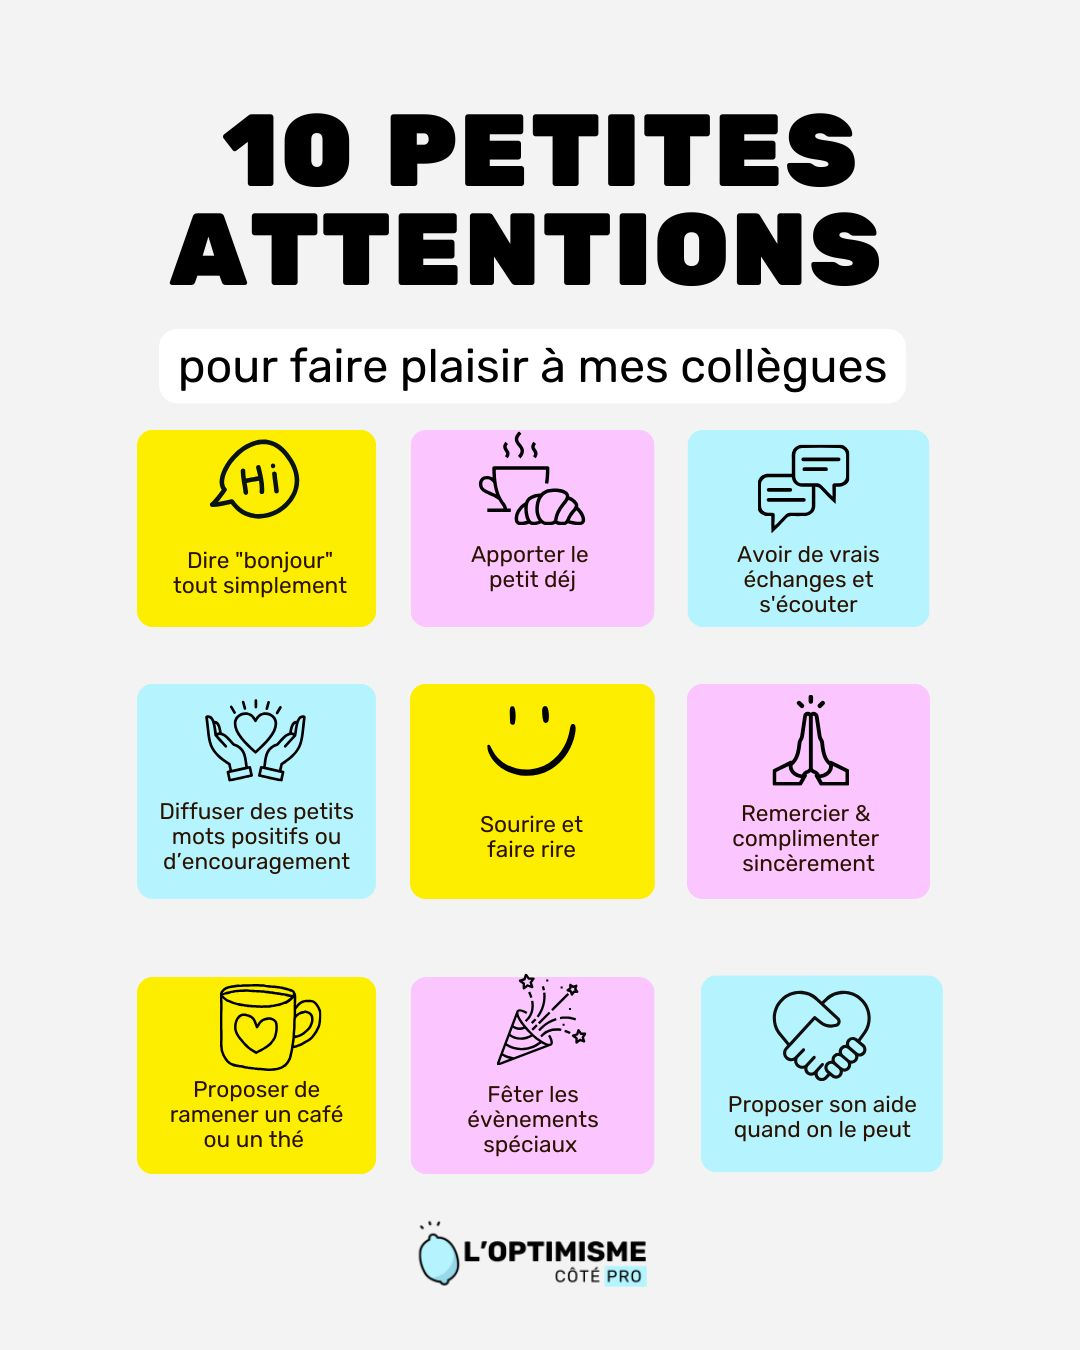 10 PETITES
ATTENTIONS
pour faire plaisir à mes collègues
Hi
Dire "bonjour"
tout simplement
Apporter le
petit déj
Avoir de vrais
échanges et
s'écouter
Diffuser des petits
mots positifs ou
d’encouragement
Sourire et
faire rire
Remercier &
complimenter
sincèrement
Proposer de
ramener un café
ou un thé
Fêter les
évènements
spéciaux
Proposer son aide
quand on le peut
L’OPTIMISME
CÔTÉ PRO